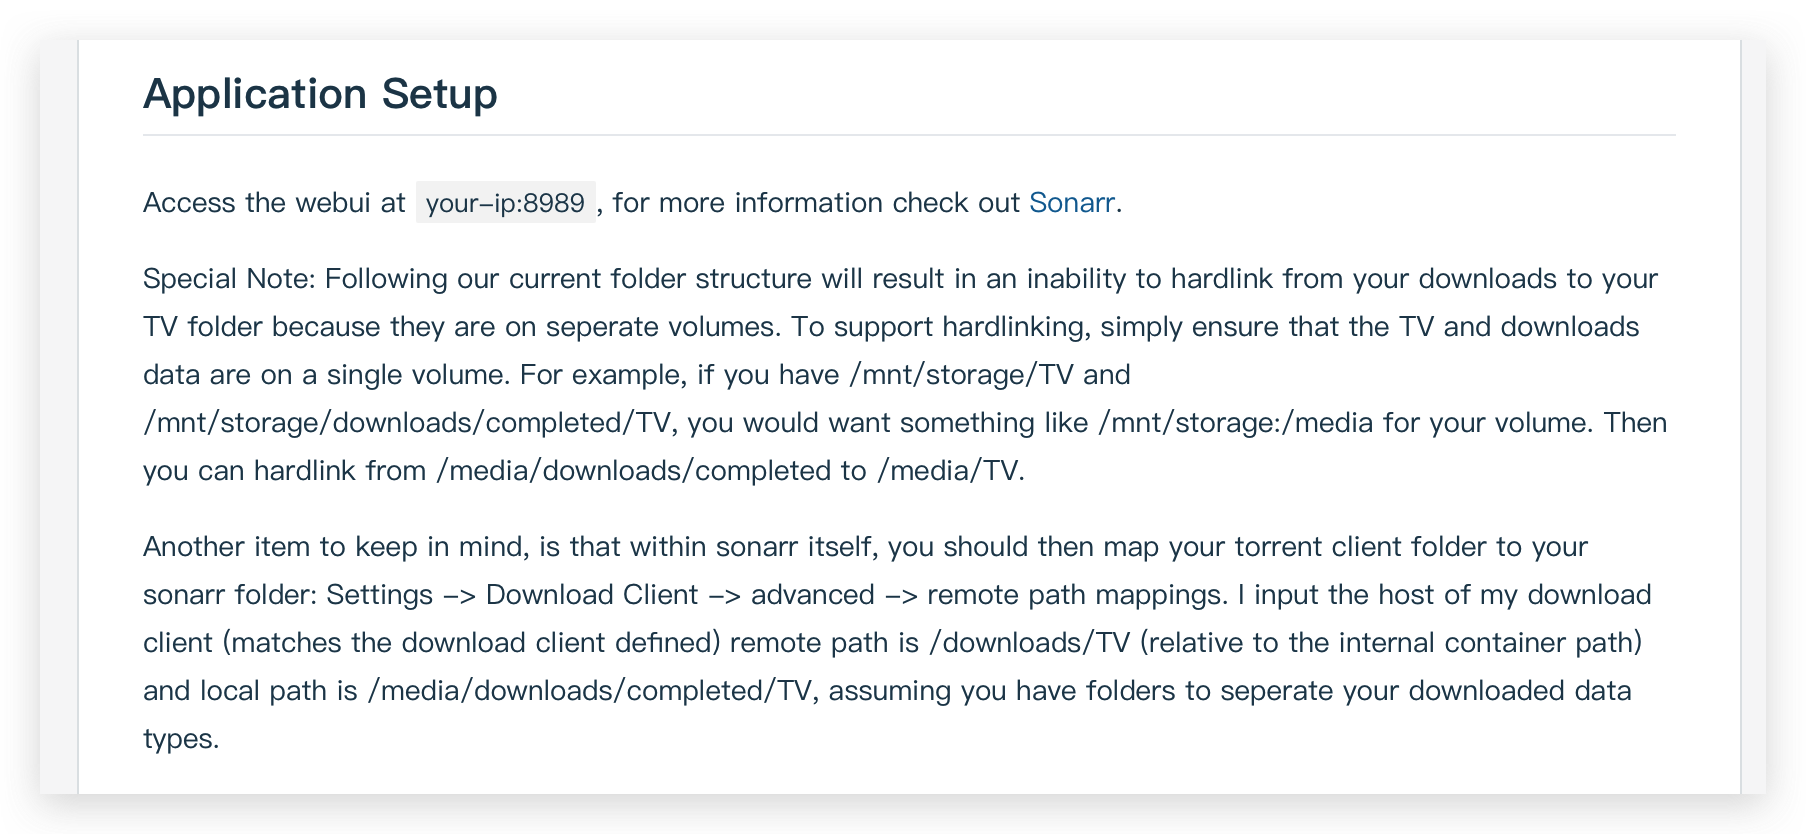 Application Setup
Access the webui at your-ip:8989, for more information check out Sonarr.
Special Note: Following our current folder structure will result in an inability to hardlink from your downloads to your
TV folder because they are on seperate volumes. To support hardlinking, simply ensure that the TV and downloads
data are on a single volume. For example, if you have /mnt/storage/TV and
/mnt/storage/downloads/completed/TV, you would want something like /mnt/storage:/media for your volume. Then
you can hardlink from /media/downloads/completed to /media/TV.
Another item to keep in mind, is that within sonarr itself, you should then map your torrent client folder to your
sonarr folder: Settings -> Download Client -> advanced -> remote path mappings. I input the host of my download
client (matches the download client defined) remote path is /downloads/TV (relative to the internal container path)
and local path is /media/downloads/completed/TV, assuming you have folders to seperate your downloaded data
types.